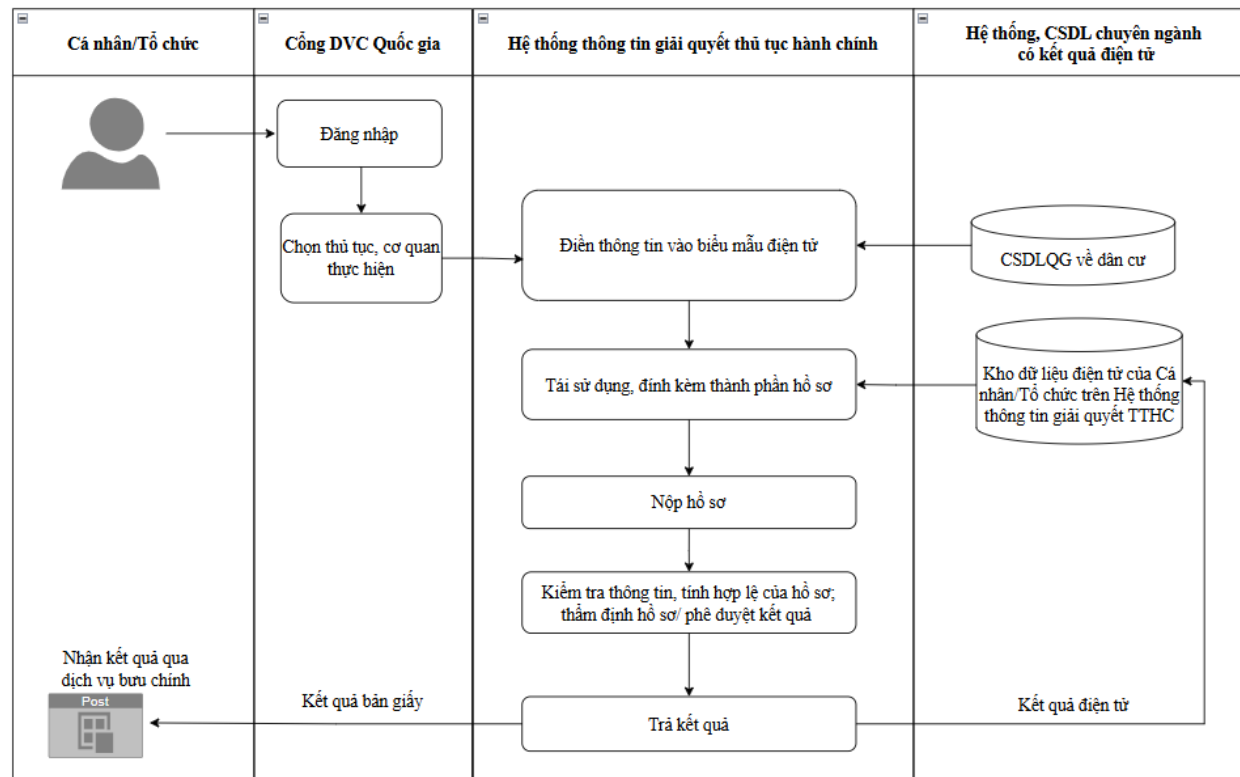 Cá nhân/Tổ chức
Cổng DVC Quốc gia
Hệ thống thông tin giải quyết thủ tục hành chính
Hệ thống, CSDL chuyên ngành
có kết quả điện tử
Đăng nhập
Chọn thủ tục, cơ quan
thực hiện
Điền thông tin vào biểu mẫu điện tử
CSDLQG về dân cư
Tái sử dụng, đính kèm thành phần hồ sơ
Kho dữ liệu điện tử của Cá
nhân/Tổ chức trên Hệ thống
thông tin giải quyết TTHC
Nộp hồ sơ
Kiểm tra thông tin, tính hợp lệ của hồ sơ;
thẩm định hồ sơ/ phê duyệt kết quả
Nhận kết quả qua
dịch vụ bưu chính
Post
Kết quả bản giấy
Trả kết quả
Kết quả điện tử